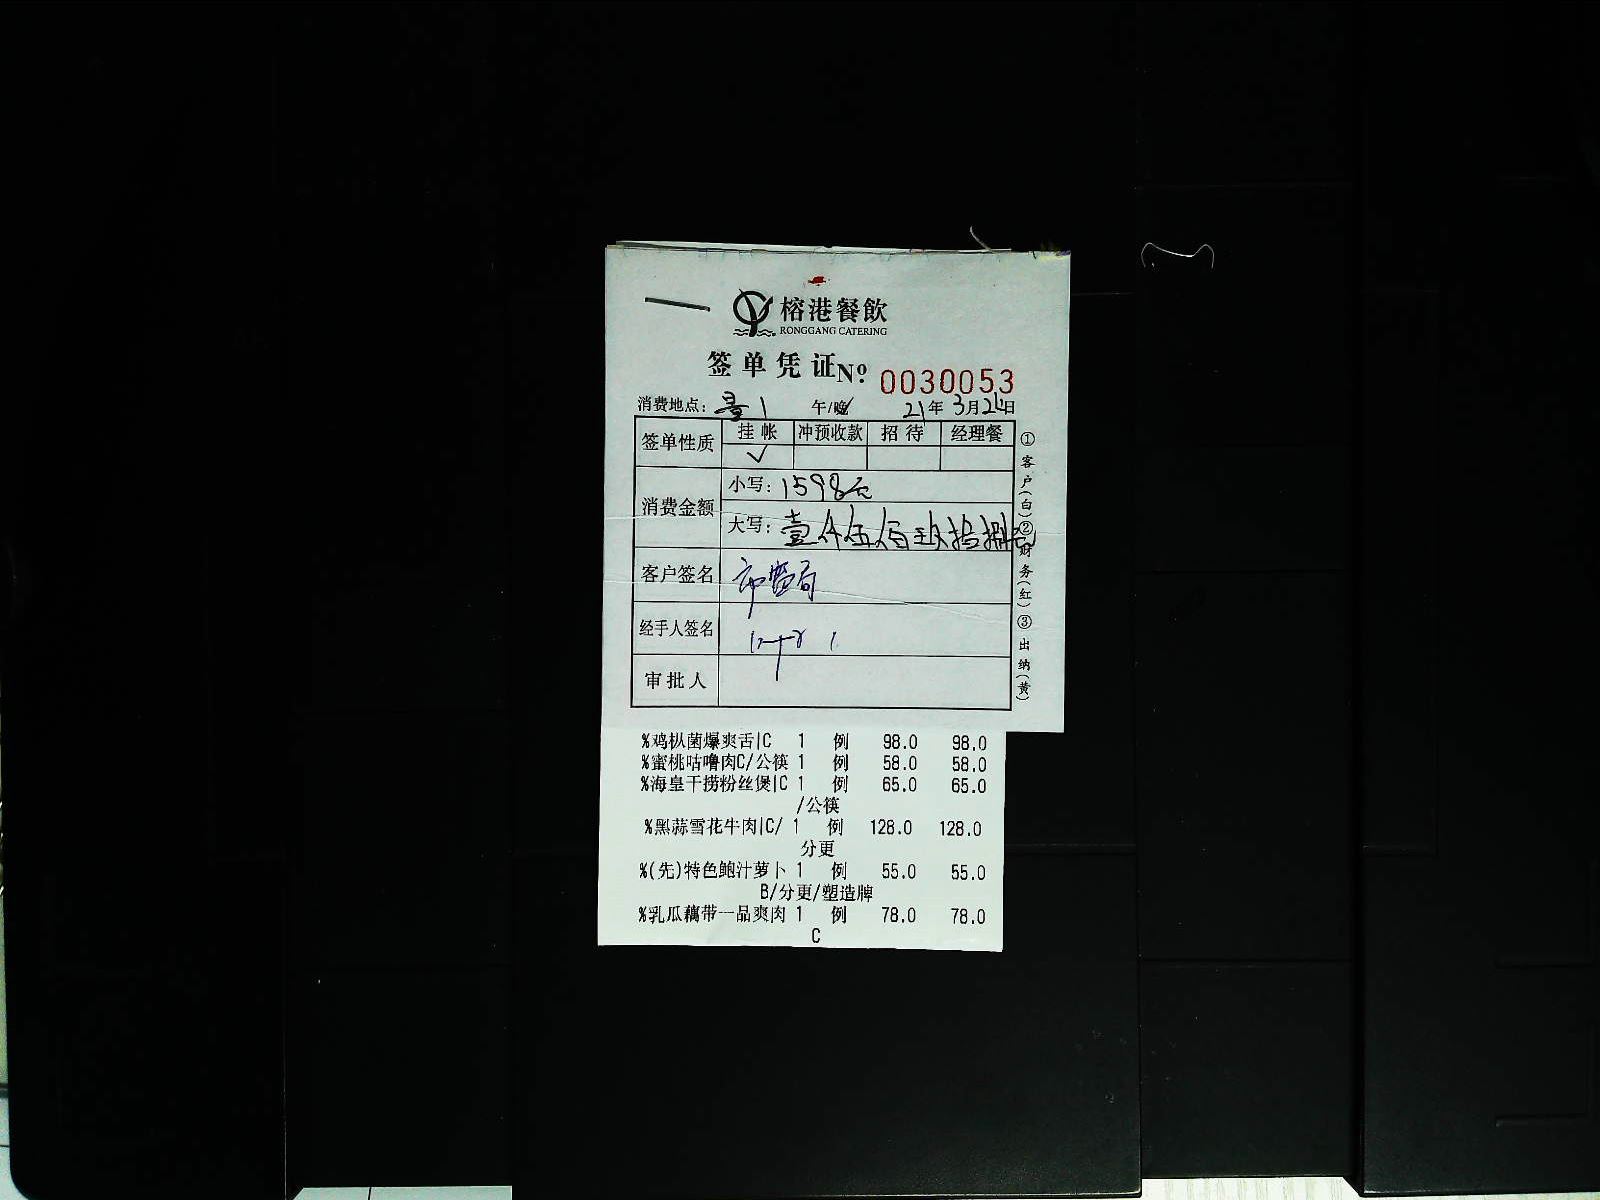 榕港餐飲
RONGGANG CATERING
签单凭证 Nº 0030053
消费地点： 1 午/晚 21年3月26日
签单性质 挂帐 冲预收款 招待 经理餐
✓
消费金额 小写：1598元
大写：壹仟伍佰玖拾捌元
客户签名
经手人签名
审批人
①客户(白)②财务(红)③出纳(黄)
%鸡枞菌爆爽舌|C 1 例 98.0 98.0
%蜜桃咕噜肉C/公筷 1 例 58.0 58.0
%海皇干捞粉丝煲|C 1 例 65.0 65.0
/公筷
%黑蒜雪花牛肉|C/ 1 例 128.0 128.0
分更
%(先)特色鲍汁萝卜 1 例 55.0 55.0
B/分更/塑造牌
%乳瓜藕带一品爽肉 1 例 78.0 78.0
C